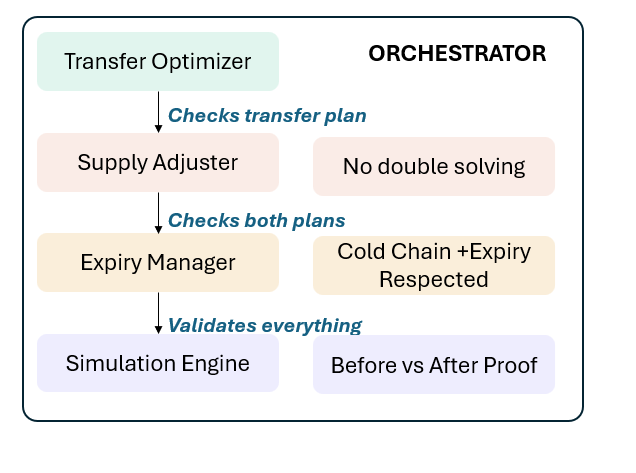 Transfer Optimizer
ORCHESTRATOR
Checks transfer plan
Supply Adjuster
No double solving
Checks both plans
Expiry Manager
Cold Chain +Expiry
Respected
Validates everything
Simulation Engine
Before vs After Proof